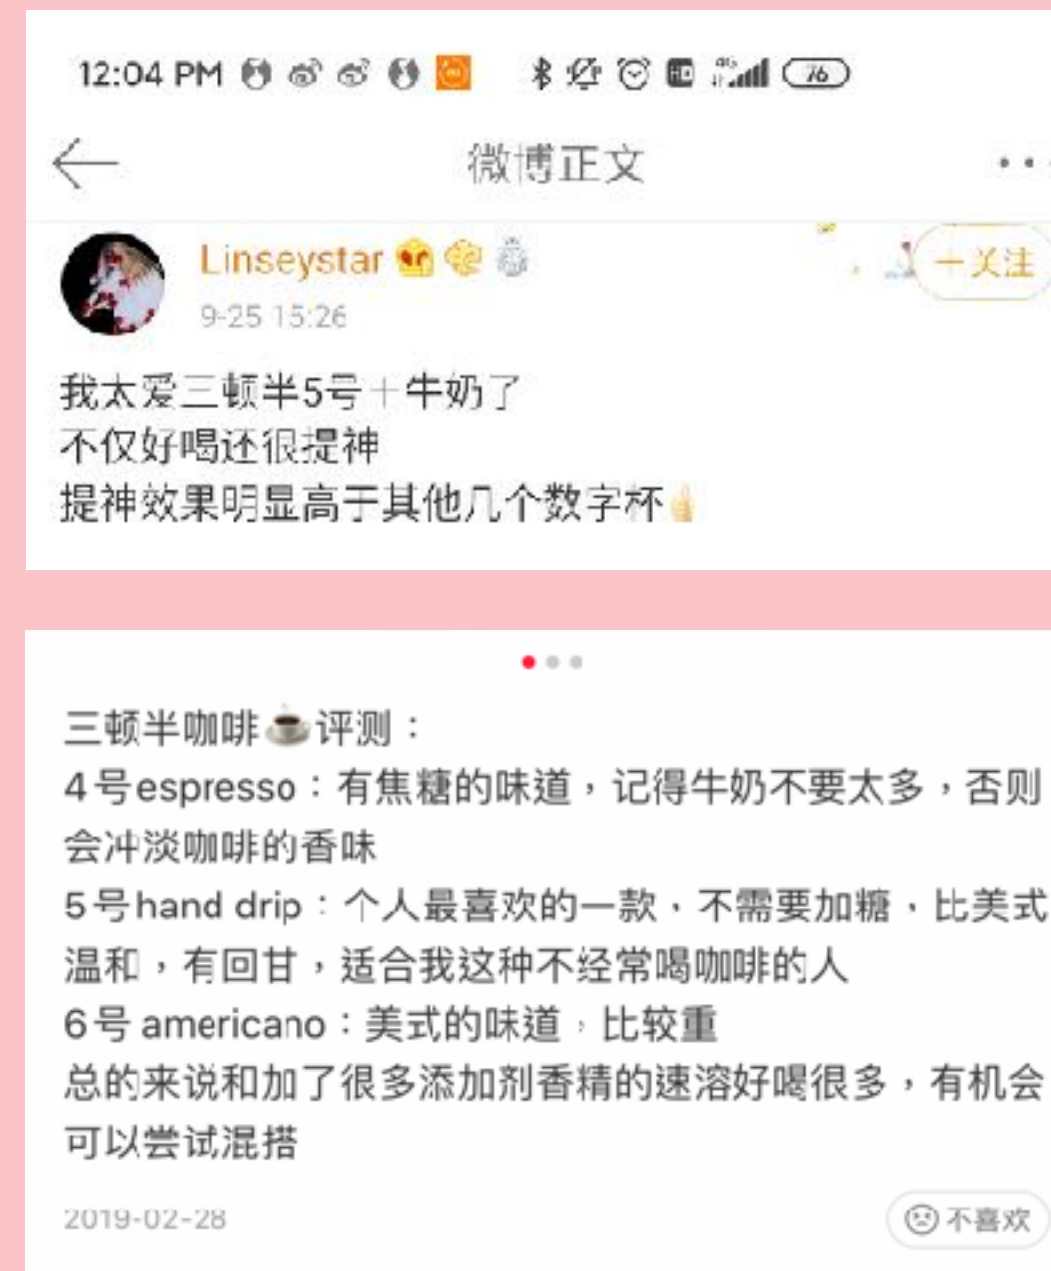 12:04 PM
HD 4G 76
微博正文
Linseystar
+关注
9-25 15:26
我太爱三顿半5号+牛奶了
不仅好喝还很提神
提神效果明显高于其他几个数字杯
三顿半咖啡☕评测：
4号espresso：有焦糖的味道，记得牛奶不要太多，否则
会冲淡咖啡的香味
5号hand drip：个人最喜欢的一款，不需要加糖，比美式
温和，有回甘，适合我这种不经常喝咖啡的人
6号 americano：美式的味道，比较重
总的来说和加了很多添加剂香精的速溶好喝很多，有机会
可以尝试混搭
2019-02-28
不喜欢